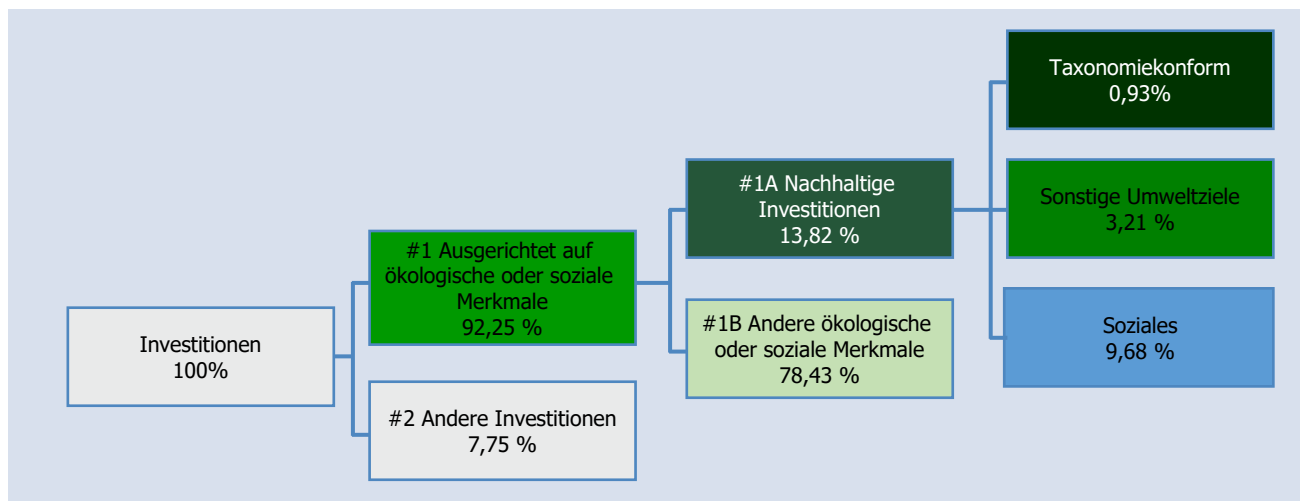 Investitionen
100%
#1 Ausgerichtet auf
ökologische oder soziale
Merkmale
92,25 %
#2 Andere Investitionen
7,75 %
#1A Nachhaltige
Investitionen
13,82 %
#1B Andere ökologische
oder soziale Merkmale
78,43 %
Taxonomiekonform
0,93%
Sonstige Umweltziele
3,21 %
Soziales
9,68 %